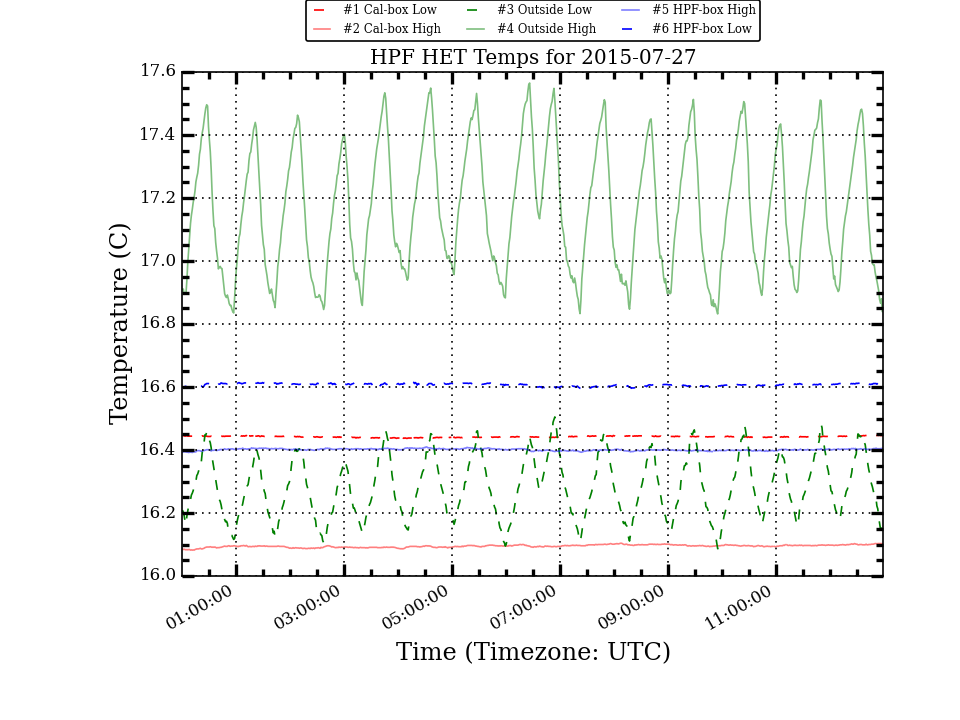 #1 Cal-box Low #3 Outside Low #5 HPF-box High
#2 Cal-box High #4 Outside High #6 HPF-box Low
HPF HET Temps for 2015-07-27
17.6
17.4
17.2
17.0
16.8
16.6
16.4
16.2
16.0
Temperature (C)
01:00:00 03:00:00 05:00:00 07:00:00 09:00:00 11:00:00
Time (Timezone: UTC)